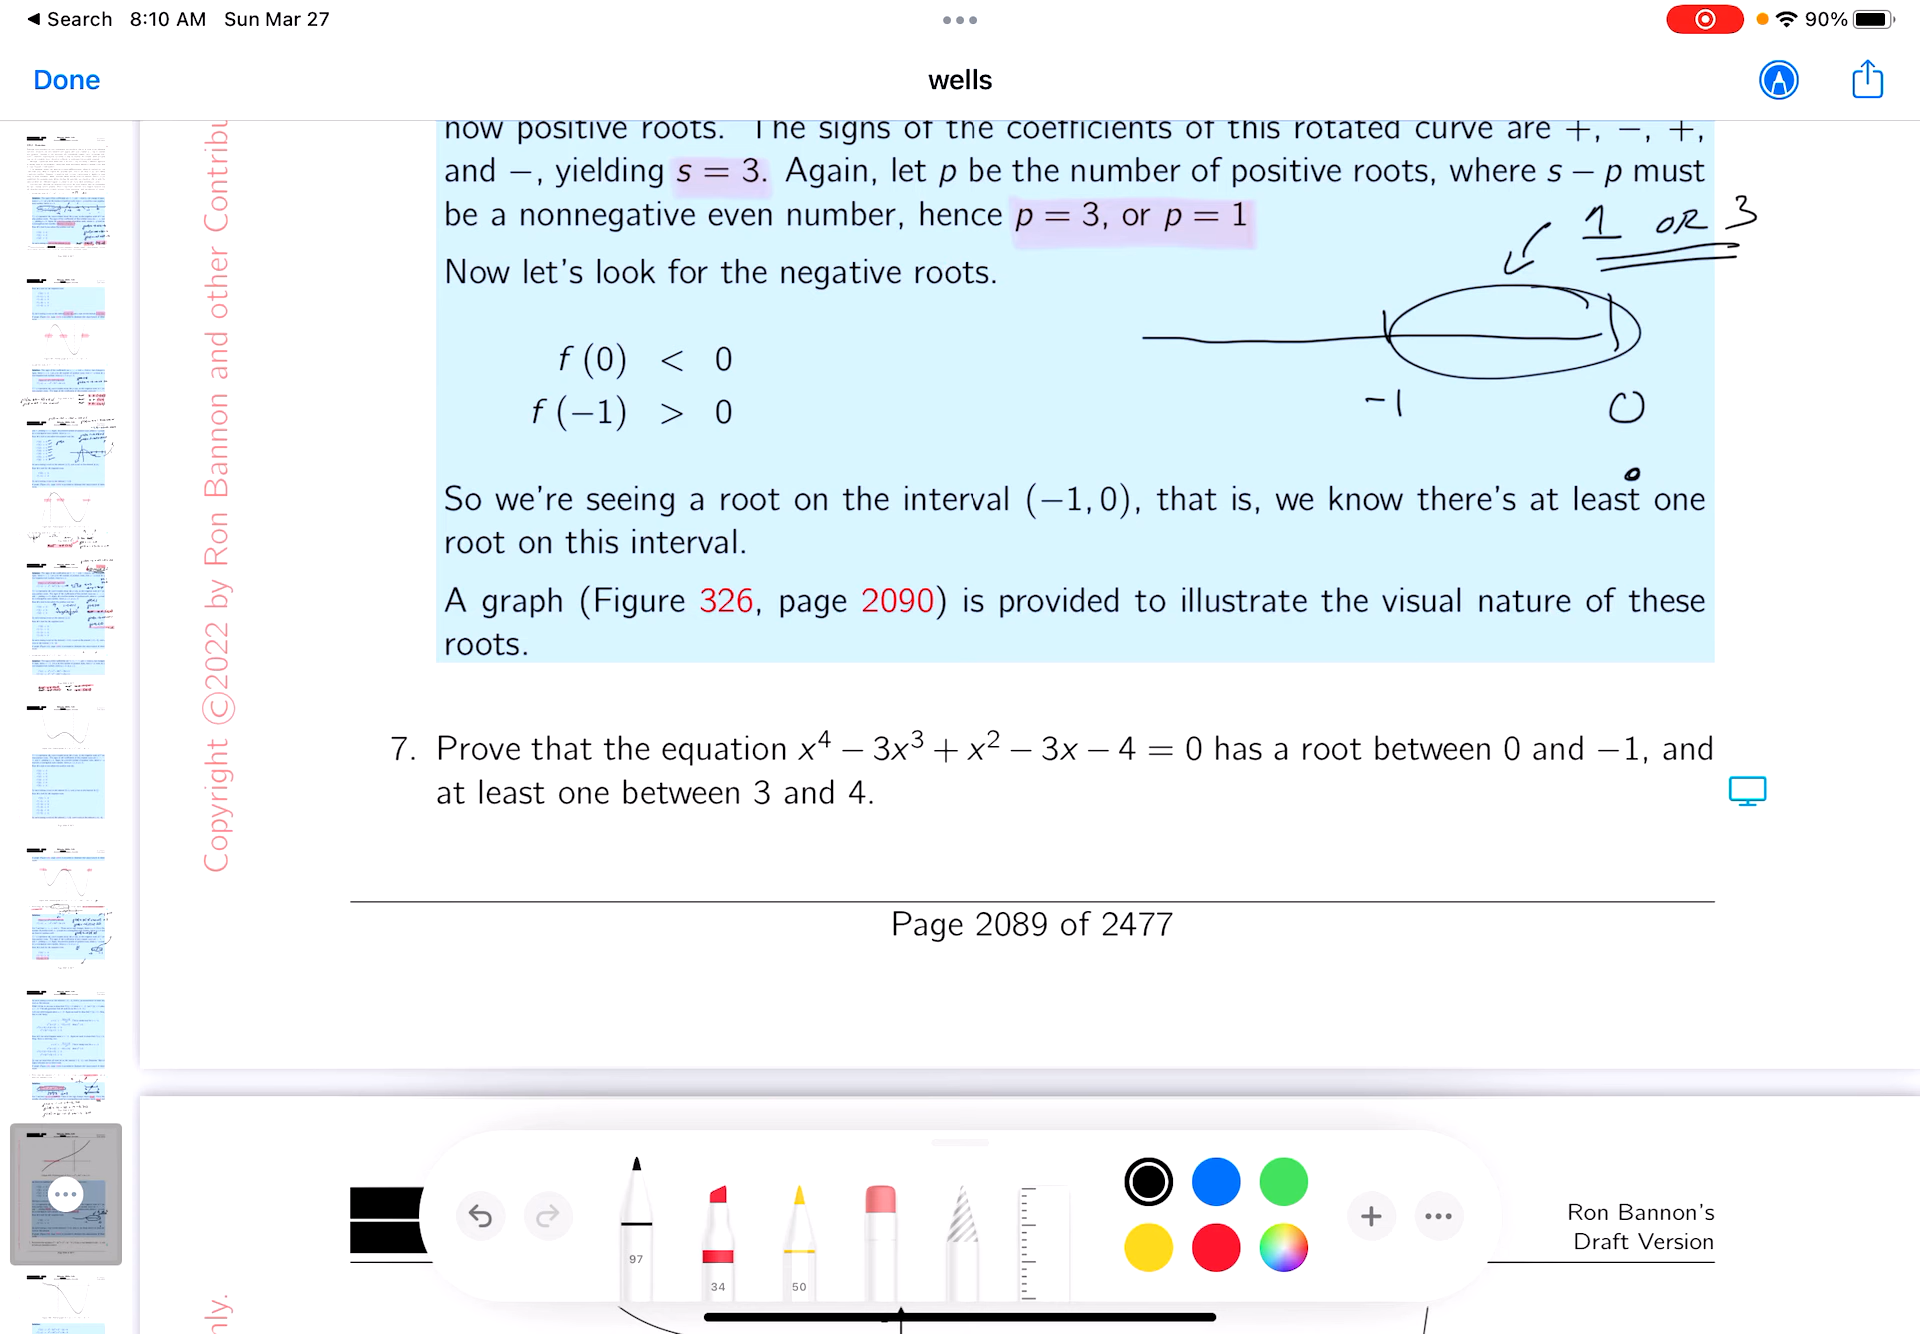 Search 8:10 AM Sun Mar 27
90%
Done
wells
now positive roots. The signs of the coefficients of this rotated curve are +, −, +,
and −, yielding s = 3. Again, let p be the number of positive roots, where s − p must
be a nonnegative even number, hence p = 3, or p = 1
1 OR 3
Now let's look for the negative roots.
f (0) < 0
f (−1) > 0
-1 0
So we're seeing a root on the interval (−1, 0), that is, we know there's at least one
root on this interval.
A graph (Figure 326, page 2090) is provided to illustrate the visual nature of these
roots.
7. Prove that the equation x⁴ − 3x³ + x² − 3x − 4 = 0 has a root between 0 and −1, and
at least one between 3 and 4.
Page 2089 of 2477
Copyright ©2022 by Ron Bannon and other Contribu
Ron Bannon's
Draft Version
97
34
50
nly.